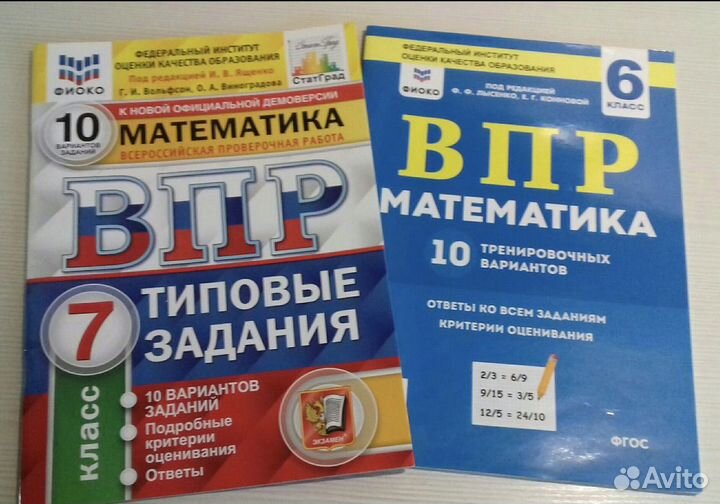 ФИОКО
ФЕДЕРАЛЬНЫЙ ИНСТИТУТ
ОЦЕНКИ КАЧЕСТВА ОБРАЗОВАНИЯ
Под редакцией И. В. Ященко
Г. И. Вольфсон, О. А. Виноградова
СтатГрад
К НОВОЙ ОФИЦИАЛЬНОЙ ДЕМОВЕРСИИ
10
ВАРИАНТОВ
ЗАДАНИЙ
МАТЕМАТИКА
ВСЕРОССИЙСКАЯ ПРОВЕРОЧНАЯ РАБОТА
ВПР
7
КЛАСС
ТИПОВЫЕ
ЗАДАНИЯ
10 ВАРИАНТОВ
ЗАДАНИЙ
Подробные
критерии
оценивания
Ответы
ЭКЗАМЕН
ФЕДЕРАЛЬНЫЙ ИНСТИТУТ
ОЦЕНКИ КАЧЕСТВА ОБРАЗОВАНИЯ
6
КЛАСС
ФИОКО
ПОД РЕДАКЦИЕЙ
Ф. Ф. ЛЫСЕНКО, Е. Г. КОННОВОЙ
ВПР
МАТЕМАТИКА
10 ТРЕНИРОВОЧНЫХ
ВАРИАНТОВ
ОТВЕТЫ КО ВСЕМ ЗАДАНИЯМ
КРИТЕРИИ ОЦЕНИВАНИЯ
2/3 = 6/9
9/15 = 3/5
12/5 = 24/10
ФГОС
Avito